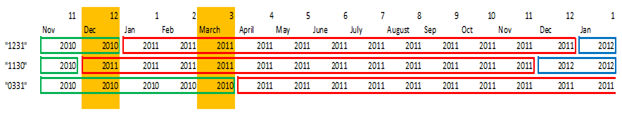 11 12 1 2 3 4 5 6 7 8 9 10 11 12 1
Nov Dec Jan Feb March April May June July August Sep Oct Nov Dec Jan
"1231" 2010 2010 2011 2011 2011 2011 2011 2011 2011 2011 2011 2011 2011 2011 2012
"1130" 2010 2011 2011 2011 2011 2011 2011 2011 2011 2011 2011 2011 2011 2012 2012
"0331" 2010 2010 2010 2010 2010 2011 2011 2011 2011 2011 2011 2011 2011 2011 2011